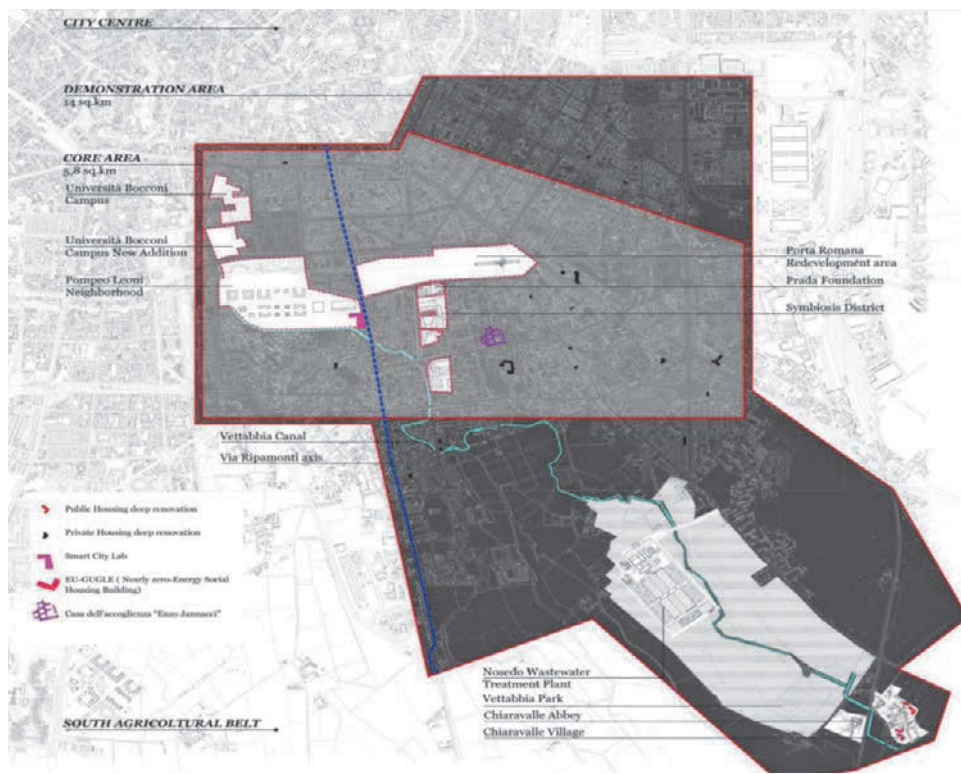 CITY CENTRE
DEMONSTRATION AREA
14 sq.km
CORE AREA
5,8 sq.km
Università Bocconi
Campus
Università Bocconi
Campus New Addition
Pompeo Leoni
Neighborhood
Porta Romana
Redevelopment area
Prada Foundation
Symbiosis District
Vettabbia Canal
Via Ripamonti axis
Public Housing deep renovation
Private Housing deep renovation
Smart City Lab
EU-GUGLE ( Nearly zero-Energy Social
Housing Building)
Casa dell'accoglienza "Enzo Jannacci"
Nosedo Wastewater
Treatment Plant
Vettabbia Park
Chiaravalle Abbey
Chiaravalle Village
SOUTH AGRICOLTURAL BELT